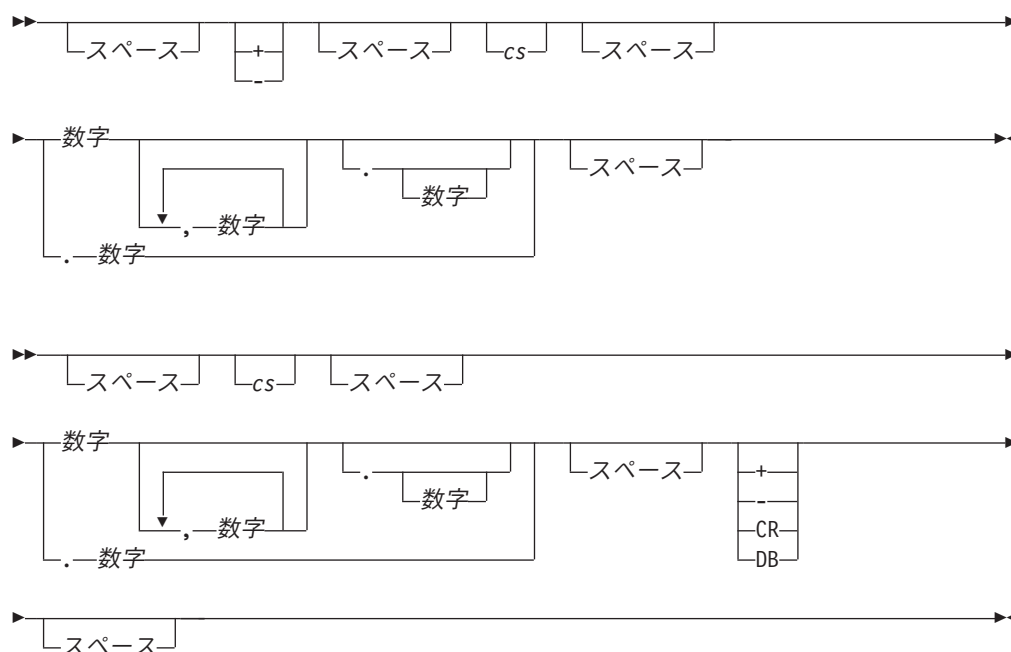 スペース + スペース cs スペース
-
数字 . スペース
数字
, 数字
. 数字
スペース cs スペース
数字 . スペース +
数字 -
, 数字 CR
. 数字 DB
スペース